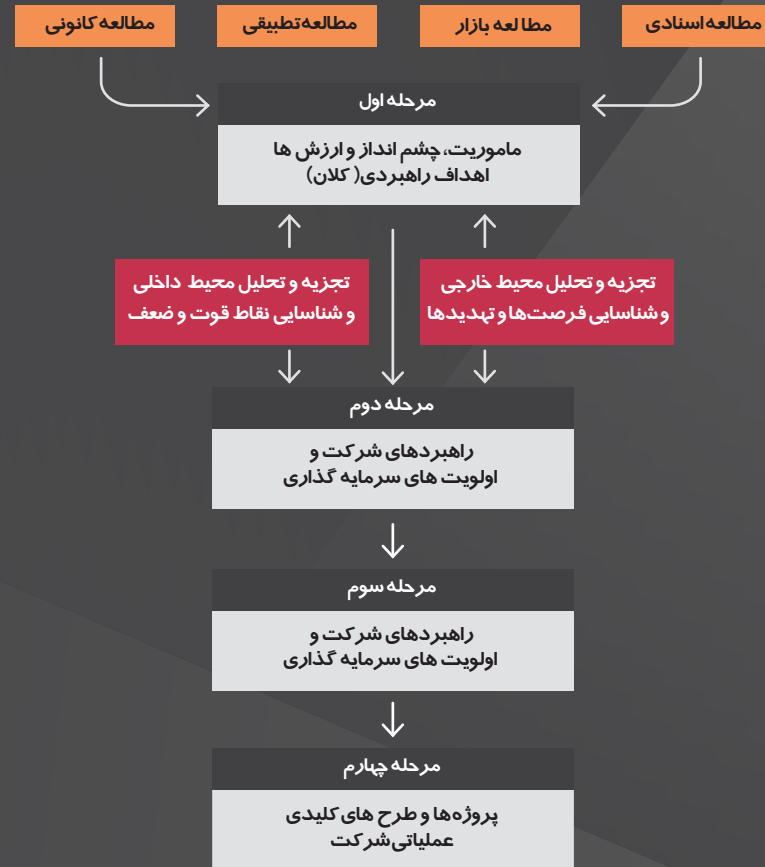 مطالعه اسنادی
مطالعه بازار
مطالعه تطبیقی
مطالعه کانونی
مرحله اول
ماموریت، چشم انداز و ارزش ها
اهداف راهبردی( کلان)
تجزیه و تحلیل محیط خارجی
و شناسایی فرصت‌ها و تهدیدها
تجزیه و تحلیل محیط داخلی
و شناسایی نقاط قوت و ضعف
مرحله دوم
راهبردهای شرکت و
اولویت های سرمایه گذاری
مرحله سوم
راهبردهای شرکت و
اولویت های سرمایه گذاری
مرحله چهارم
پروژه‌ها و طرح های کلیدی
عملیاتی شرکت